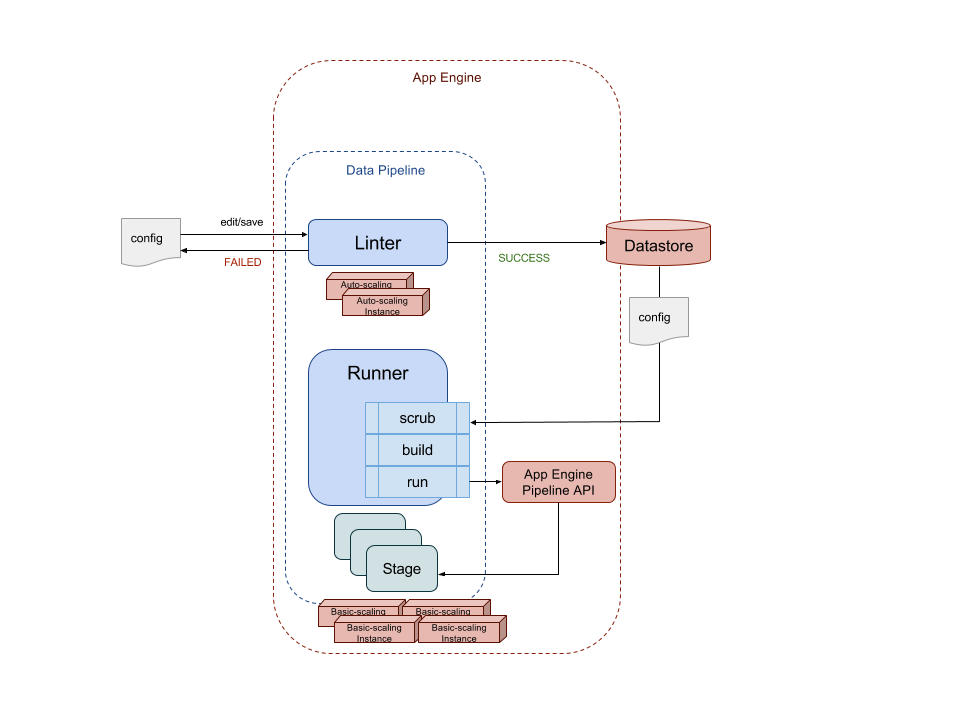 App Engine
Data Pipeline
edit/save
config
Linter
Datastore
FAILED
SUCCESS
Auto-scaling
Auto-scaling
Instance
config
Runner
scrub
build
run
App Engine
Pipeline API
Stage
Basic-scaling
Basic-scaling
Basic-scaling
Instance
Basic-scaling
Instance